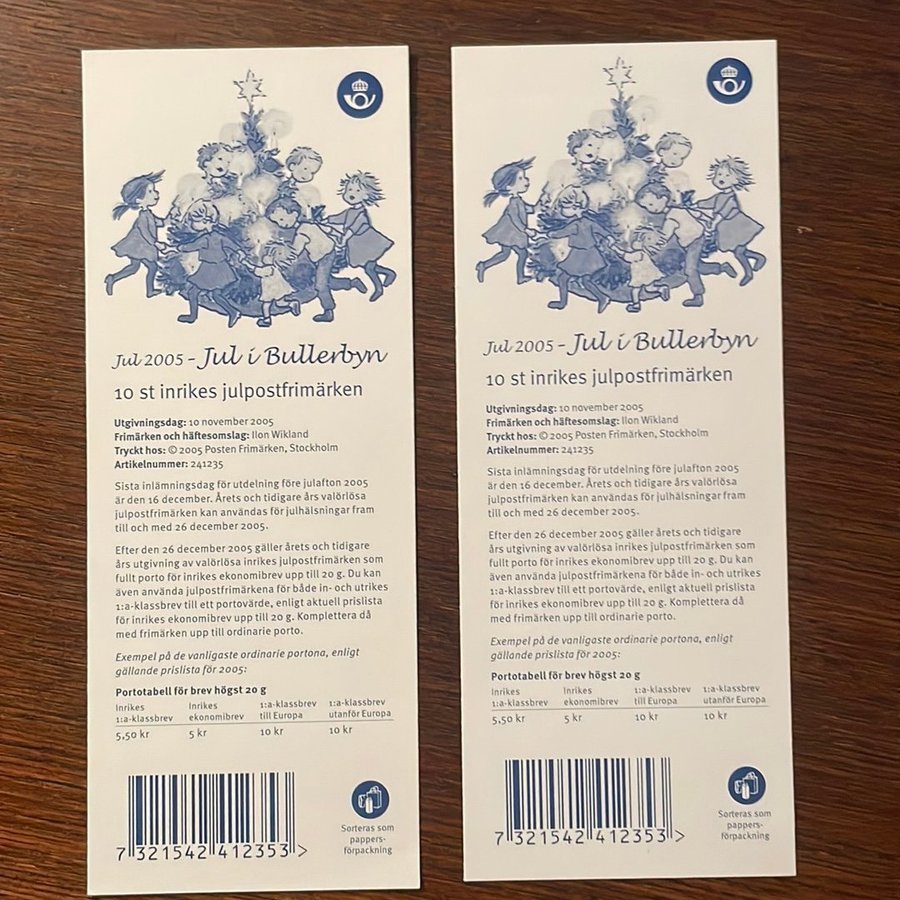 Jul 2005 - Jul i Bullerbyn
10 st inrikes julpostfrimärken
Utgivningsdag: 10 november 2005
Frimärken och häftesomslag: Ilon Wikland
Tryckt hos: © 2005 Posten Frimärken, Stockholm
Artikelnummer: 241235
Sista inlämningsdag för utdelning före julafton 2005
är den 16 december. Årets och tidigare års valörlösa
julpostfrimärken kan användas för julhälsningar fram
till och med 26 december 2005.
Efter den 26 december 2005 gäller årets och tidigare
års utgivning av valörlösa inrikes julpostfrimärken som
fullt porto för inrikes ekonomibrev upp till 20 g. Du kan
även använda julpostfrimärkena för både in- och utrikes
1:a-klassbrev till ett portovärde, enligt aktuell prislista
för inrikes ekonomibrev upp till 20 g. Komplettera då
med frimärken upp till ordinarie porto.
Exempel på de vanligaste ordinarie portona, enligt
gällande prislista för 2005:
Portotabell för brev högst 20 g
Inrikes Inrikes 1:a-klassbrev 1:a-klassbrev
1:a-klassbrev ekonomibrev till Europa utanför Europa
5,50 kr 5 kr 10 kr 10 kr
7 321542 412353 >
Sorteras som
pappers-
förpackning
Jul 2005 - Jul i Bullerbyn
10 st inrikes julpostfrimärken
Utgivningsdag: 10 november 2005
Frimärken och häftesomslag: Ilon Wikland
Tryckt hos: © 2005 Posten Frimärken, Stockholm
Artikelnummer: 241235
Sista inlämningsdag för utdelning före julafton 2005
är den 16 december. Årets och tidigare års valörlösa
julpostfrimärken kan användas för julhälsningar fram
till och med 26 december 2005.
Efter den 26 december 2005 gäller årets och tidigare
års utgivning av valörlösa inrikes julpostfrimärken som
fullt porto för inrikes ekonomibrev upp till 20 g. Du kan
även använda julpostfrimärkena för både in- och utrikes
1:a-klassbrev till ett portovärde, enligt aktuell prislista
för inrikes ekonomibrev upp till 20 g. Komplettera då
med frimärken upp till ordinarie porto.
Exempel på de vanligaste ordinarie portona, enligt
gällande prislista för 2005:
Portotabell för brev högst 20 g
Inrikes Inrikes 1:a-klassbrev 1:a-klassbrev
1:a-klassbrev ekonomibrev till Europa utanför Europa
5,50 kr 5 kr 10 kr 10 kr
7 321542 412353 >
Sorteras som
pappers-
förpackning